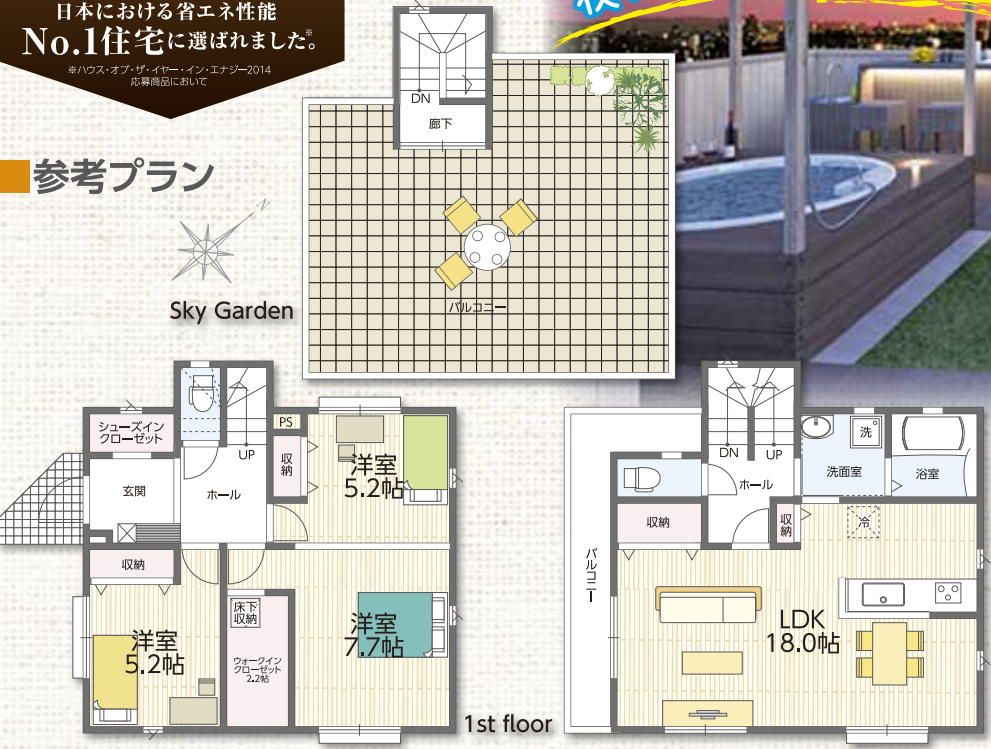 日本における省エネ性能
No.1住宅に選ばれました※。
※ハウス・オブ・ザ・イヤー・イン・エナジー2014
応募商品において
参考プラン
N
Sky Garden
DN
廊下
バルコニー
シューズイン
クローゼット
玄関
ホール
UP
PS
収納
洋室
5.2帖
収納
洋室
5.2帖
床下
収納
ウォークイン
クローゼット
2.2帖
洋室
7.7帖
1st floor
バルコニー
収納
DN
UP
ホール
収納
洗面室
洗
浴室
冷
LDK
18.0帖